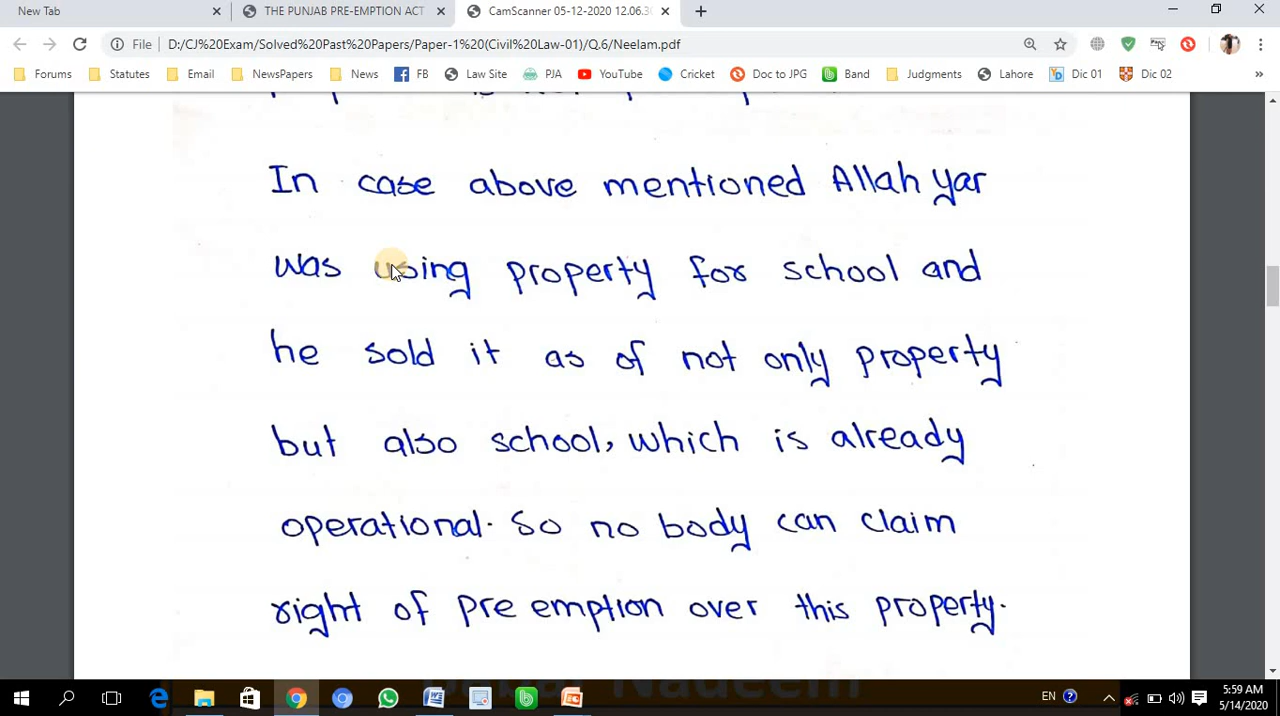 New Tab THE PUNJAB PRE-EMPTION ACT CamScanner 05-12-2020 12.06.30
File D:/CJ%20Exam/Solved%20Past%20Papers/Paper-1%20(Civil%20Law-01)/Q.6/Neelam.pdf
Forums Statutes Email NewsPapers News FB Law Site PJA YouTube Cricket Doc to JPG Band Judgments Lahore Dic 01 Dic 02 »
In case above mentioned Allah yar
was using property for school and
he sold it as of not only property
but also school, which is already
operational. So no body can claim
right of pre emption over this property.
EN 5:59 AM
5/14/2020